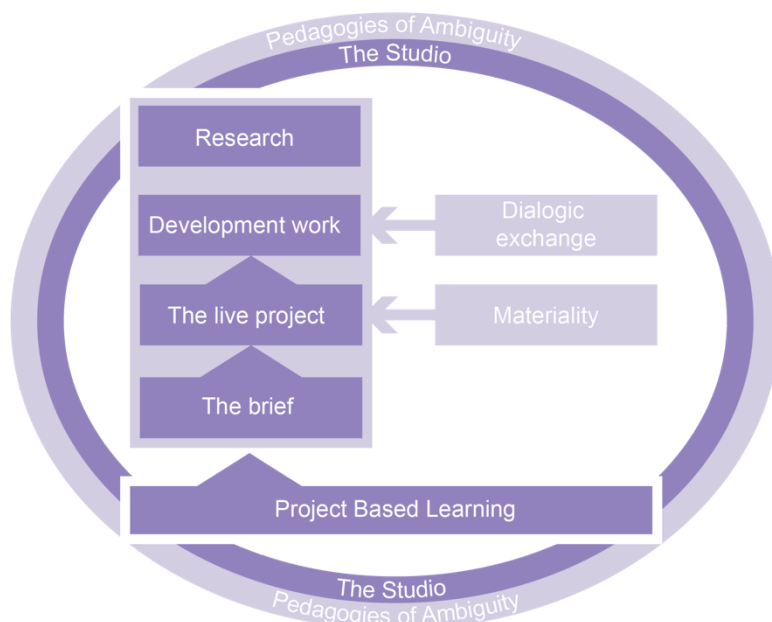 Pedagogies of Ambiguity
The Studio
Research
Development work
Dialogic
exchange
The live project
Materiality
The brief
Project Based Learning
The Studio
Pedagogies of Ambiguity